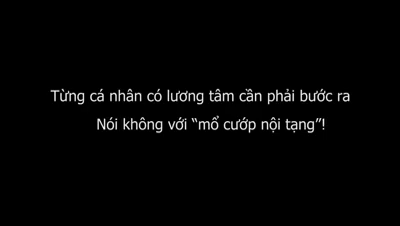 Từng cá nhân có lương tâm cần phải bước ra
Nói không với “mổ cướp nội tạng”!